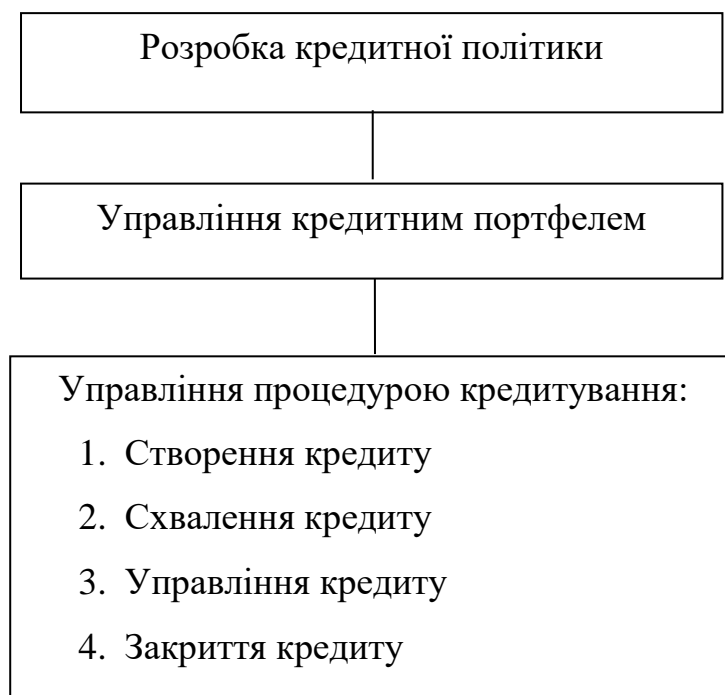 Розробка кредитної політики
Управління кредитним портфелем
Управління процедурою кредитування:
1. Створення кредиту
2. Схвалення кредиту
3. Управління кредиту
4. Закриття кредиту